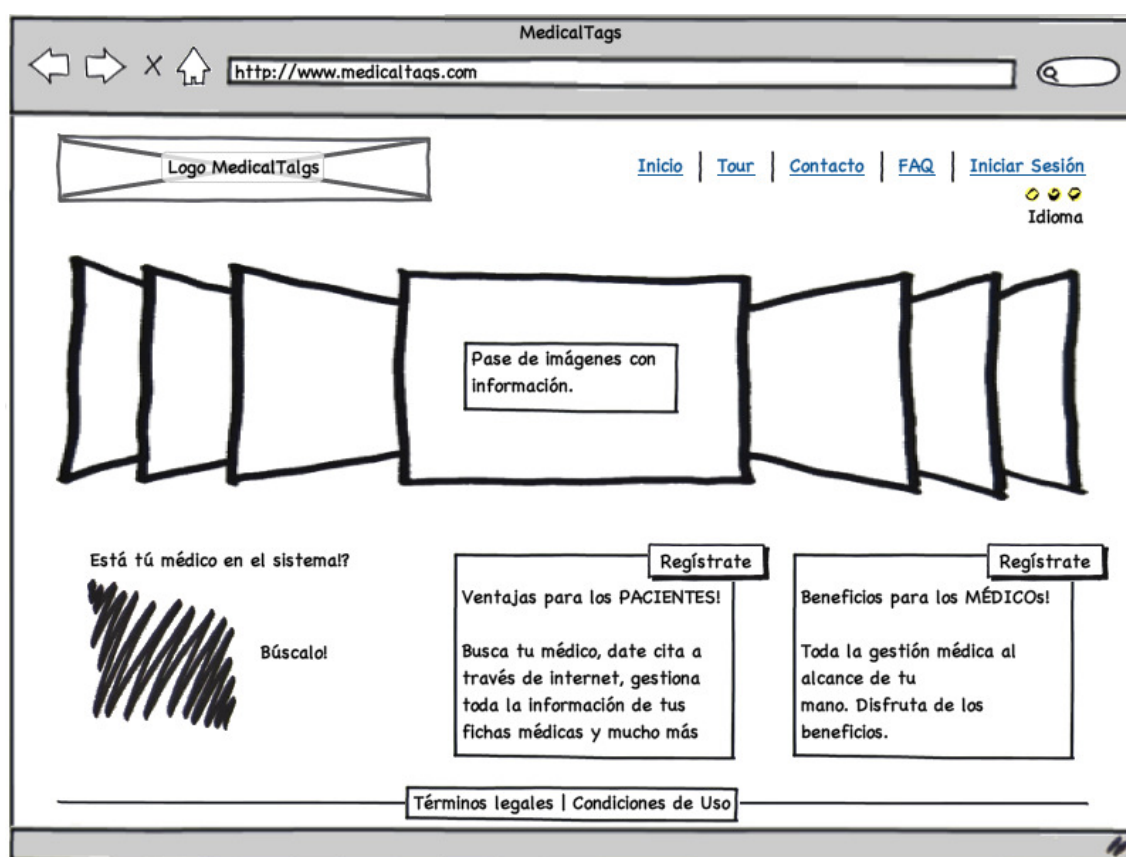 MedicalTags
http://www.medicaltags.com
Logo MedicalTalgs
Inicio | Tour | Contacto | FAQ | Iniciar Sesión
Idioma
Pase de imágenes con
información.
Está tú médico en el sistema!?
Búscalo!
Regístrate
Ventajas para los PACIENTES!
Busca tu médico, date cita a
través de internet, gestiona
toda la información de tus
fichas médicas y mucho más
Regístrate
Beneficios para los MÉDICOs!
Toda la gestión médica al
alcance de tu
mano. Disfruta de los
beneficios.
Términos legales | Condiciones de Uso